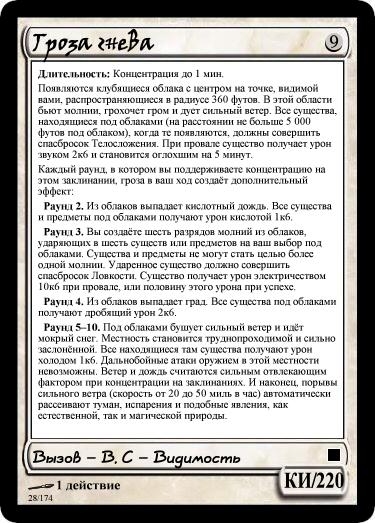 Гроза гнева
9
Длительность: Концентрация до 1 мин.
Появляются клубящиеся облака с центром на точке, видимой
вами, распространяющиеся в радиусе 360 футов. В этой области
бьют молнии, грохочет гром и дует сильный ветер. Все существа,
находящиеся под облаками (на расстоянии не больше 5 000
футов под облаком), когда те появляются, должны совершить
спасбросок Телосложения. При провале существо получает урон
звуком 2к6 и становится оглохшим на 5 минут.
Каждый раунд, в котором вы поддерживаете концентрацию на
этом заклинании, гроза в ваш ход создаёт дополнительный
эффект:
Раунд 2. Из облаков выпадает кислотный дождь. Все существа
и предметы под облаками получают урон кислотой 1к6.
Раунд 3. Вы создаёте шесть разрядов молний из облаков,
ударяющих в шесть существ или предметов на ваш выбор под
облаками. Существа и предметы не могут стать целью более
одной молнии. Ударенное существо должно совершить
спасбросок Ловкости. Существо получает урон электричеством
10к6 при провале, или половину этого урона при успехе.
Раунд 4. Из облаков выпадает град. Все существа под облаками
получают дробящий урон 2к6.
Раунд 5–10. Под облаками бушует сильный ветер и идёт
мокрый снег. Местность становится труднопроходимой и сильно
заслонённой. Все находящиеся там существа получают урон
холодом 1к6. Дальнобойные атаки оружием в этой местности
невозможны. Ветер и дождь считаются сильным отвлекающим
фактором при концентрации на заклинаниях. И наконец, порывы
сильного ветра (скорость от 20 до 50 миль в час) автоматически
рассеивают туман, испарения и подобные явления, как
естественной, так и магической природы.
Вызов – В, С – Видимость
КИ/220
1 действие
28/174